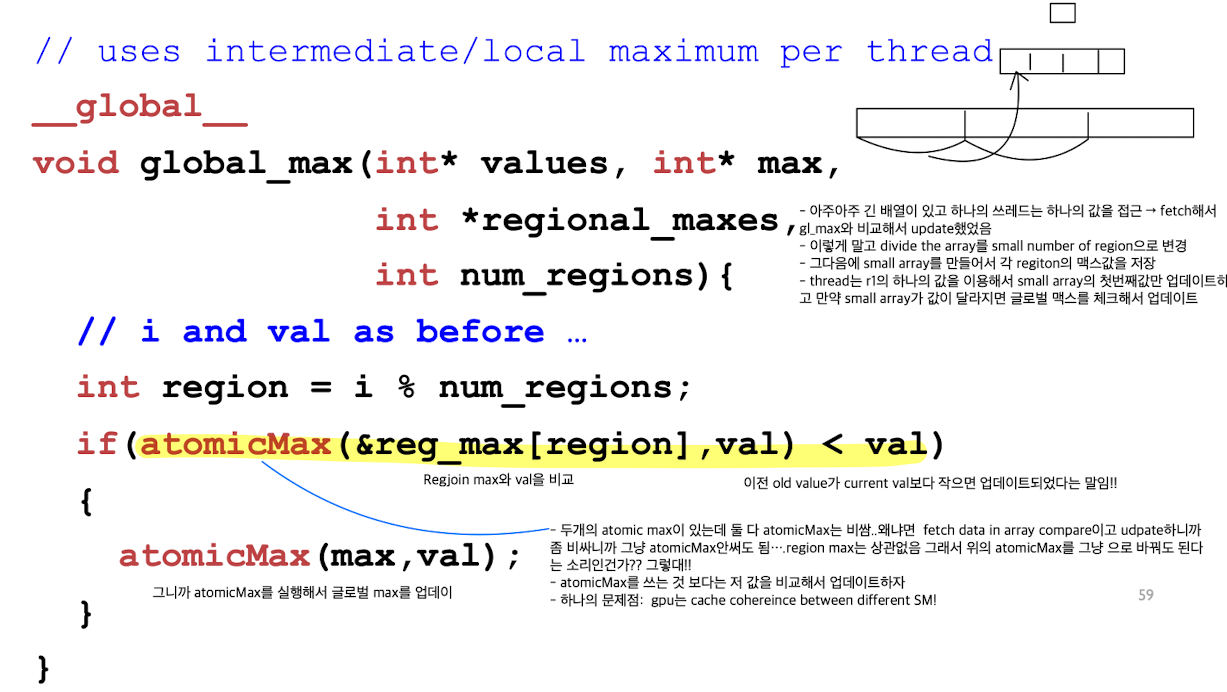 // uses intermediate/local maximum per thread
__global__
void global_max(int* values, int* max,
int *regional_maxes,
int num_regions){
- 아주아주 긴 배열이 있고 하나의 쓰레드는 하나의 값을 접근 → fetch해서
gl_max와 비교해서 update했었음
- 이렇게 말고 divide the array를 small number of region으로 변경
- 그다음에 small array를 만들어서 각 regiton의 맥스값을 저장
- thread는 r1의 하나의 값을 이용해서 small array의 첫번째값만 업데이트하
고 만약 small array가 값이 달라지면 글로벌 맥스를 체크해서 업데이트
// i and val as before …
int region = i % num_regions;
if(atomicMax(&reg_max[region],val) < val)
Regjoin max와 val을 비교
이전 old value가 current val보다 작으면 업데이트되었다는 말임!!
{
atomicMax(max,val);
그니까 atomicMax를 실행해서 글로벌 max를 업데이
- 두개의 atomic max이 있는데 둘 다 atomicMax는 비쌈..왜냐면 fetch data in array compare이고 udpate하니까
좀 비싸니까 그냥 atomicMax안써도 됨….region max는 상관없음 그래서 위의 atomicMax를 그냥 으로 바꿔도 된다
는 소리인건가?? 그렇대!!
- atomicMax를 쓰는 것 보다는 저 값을 비교해서 업데이트하자
- 하나의 문제점: gpu는 cache cohereince between different SM!
59
}
}